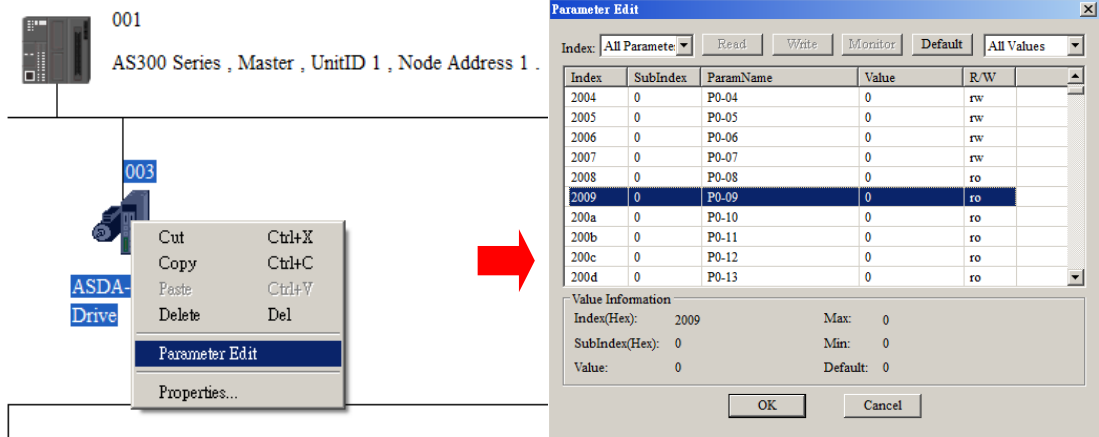 001
AS300 Series , Master , UnitID 1 , Node Address 1 .
003
ASDA-
Drive
Cut Ctrl+X
Copy Ctrl+C
Paste Ctrl+V
Delete Del
Parameter Edit
Properties...
Parameter Edit
Index: All Paramete Read Write Monitor Default All Values
Index SubIndex ParamName Value R/W
2004 0 P0-04 0 rw
2005 0 P0-05 0 rw
2006 0 P0-06 0 rw
2007 0 P0-07 0 rw
2008 0 P0-08 0 ro
2009 0 P0-09 0 ro
200a 0 P0-10 0 ro
200b 0 P0-11 0 ro
200c 0 P0-12 0 ro
200d 0 P0-13 0 ro
Value Information
Index(Hex): 2009 Max: 0
SubIndex(Hex): 0 Min: 0
Value: 0 Default: 0
OK Cancel